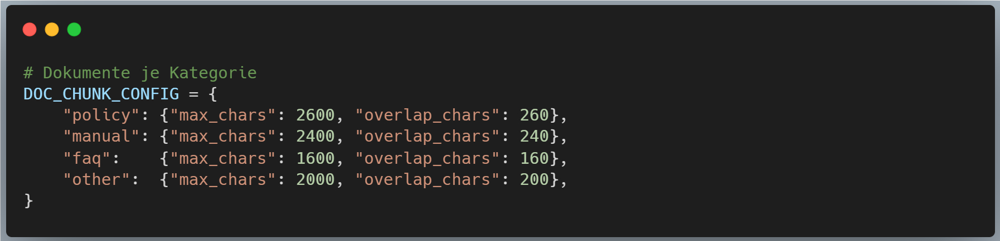 # Dokumente je Kategorie
DOC_CHUNK_CONFIG = {
    "policy": {"max_chars": 2600, "overlap_chars": 260},
    "manual": {"max_chars": 2400, "overlap_chars": 240},
    "faq":    {"max_chars": 1600, "overlap_chars": 160},
    "other":  {"max_chars": 2000, "overlap_chars": 200},
}